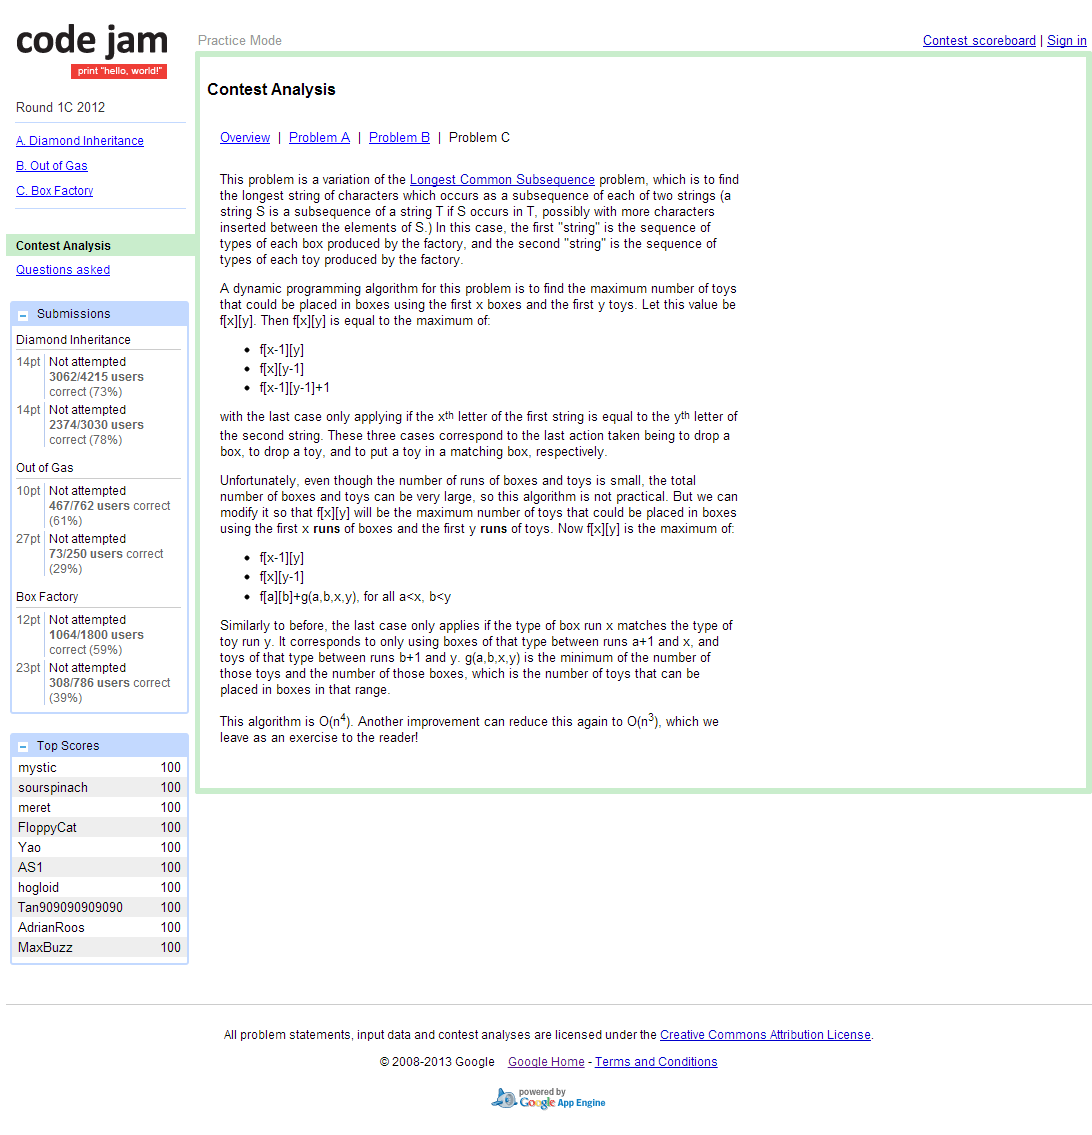 code jam
print "hello, world!"
Practice Mode
Contest scoreboard | Sign in
Round 1C 2012
A. Diamond Inheritance
B. Out of Gas
C. Box Factory
Contest Analysis
Questions asked
Submissions
Diamond Inheritance
14pt Not attempted
3062/4215 users
correct (73%)
14pt Not attempted
2374/3030 users
correct (78%)
Out of Gas
10pt Not attempted
467/762 users correct
(61%)
27pt Not attempted
73/250 users correct
(29%)
Box Factory
12pt Not attempted
1064/1800 users
correct (59%)
23pt Not attempted
308/786 users correct
(39%)
Top Scores
mystic 100
sourspinach 100
meret 100
FloppyCat 100
Yao 100
AS1 100
hogloid 100
Tan909090909090 100
AdrianRoos 100
MaxBuzz 100
Contest Analysis
Overview | Problem A | Problem B | Problem C
This problem is a variation of the Longest Common Subsequence problem, which is to find
the longest string of characters which occurs as a subsequence of each of two strings (a
string S is a subsequence of a string T if S occurs in T, possibly with more characters
inserted between the elements of S.) In this case, the first "string" is the sequence of
types of each box produced by the factory, and the second "string" is the sequence of
types of each toy produced by the factory.
A dynamic programming algorithm for this problem is to find the maximum number of toys
that could be placed in boxes using the first x boxes and the first y toys. Let this value be
f[x][y]. Then f[x][y] is equal to the maximum of:
• f[x-1][y]
• f[x][y-1]
• f[x-1][y-1]+1
with the last case only applying if the xth letter of the first string is equal to the yth letter of
the second string. These three cases correspond to the last action taken being to drop a
box, to drop a toy, and to put a toy in a matching box, respectively.
Unfortunately, even though the number of runs of boxes and toys is small, the total
number of boxes and toys can be very large, so this algorithm is not practical. But we can
modify it so that f[x][y] will be the maximum number of toys that could be placed in boxes
using the first x runs of boxes and the first y runs of toys. Now f[x][y] is the maximum of:
• f[x-1][y]
• f[x][y-1]
• f[a][b]+g(a,b,x,y), for all a<x, b<y
Similarly to before, the last case only applies if the type of box run x matches the type of
toy run y. It corresponds to only using boxes of that type between runs a+1 and x, and
toys of that type between runs b+1 and y. g(a,b,x,y) is the minimum of the number of
those toys and the number of those boxes, which is the number of toys that can be
placed in boxes in that range.
This algorithm is O(n4). Another improvement can reduce this again to O(n3), which we
leave as an exercise to the reader!
All problem statements, input data and contest analyses are licensed under the Creative Commons Attribution License.
© 2008-2013 Google Google Home - Terms and Conditions
powered by
Google App Engine